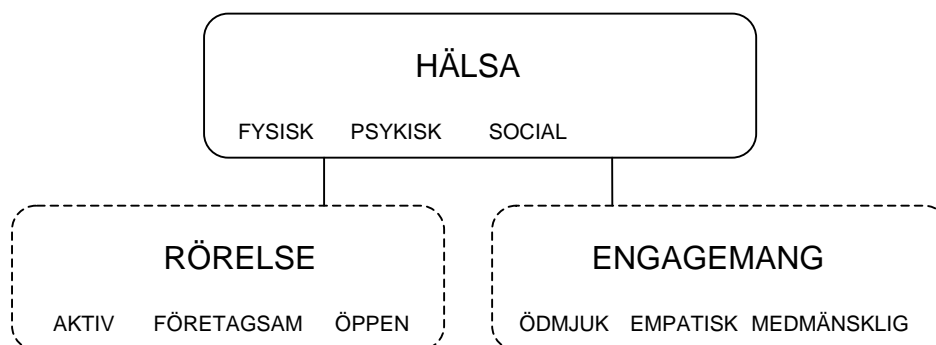 HÄLSA
FYSISK PSYKISK SOCIAL
RÖRELSE
AKTIV FÖRETAGSAM ÖPPEN
ENGAGEMANG
ÖDMJUK EMPATISK MEDMÄNSKLIG